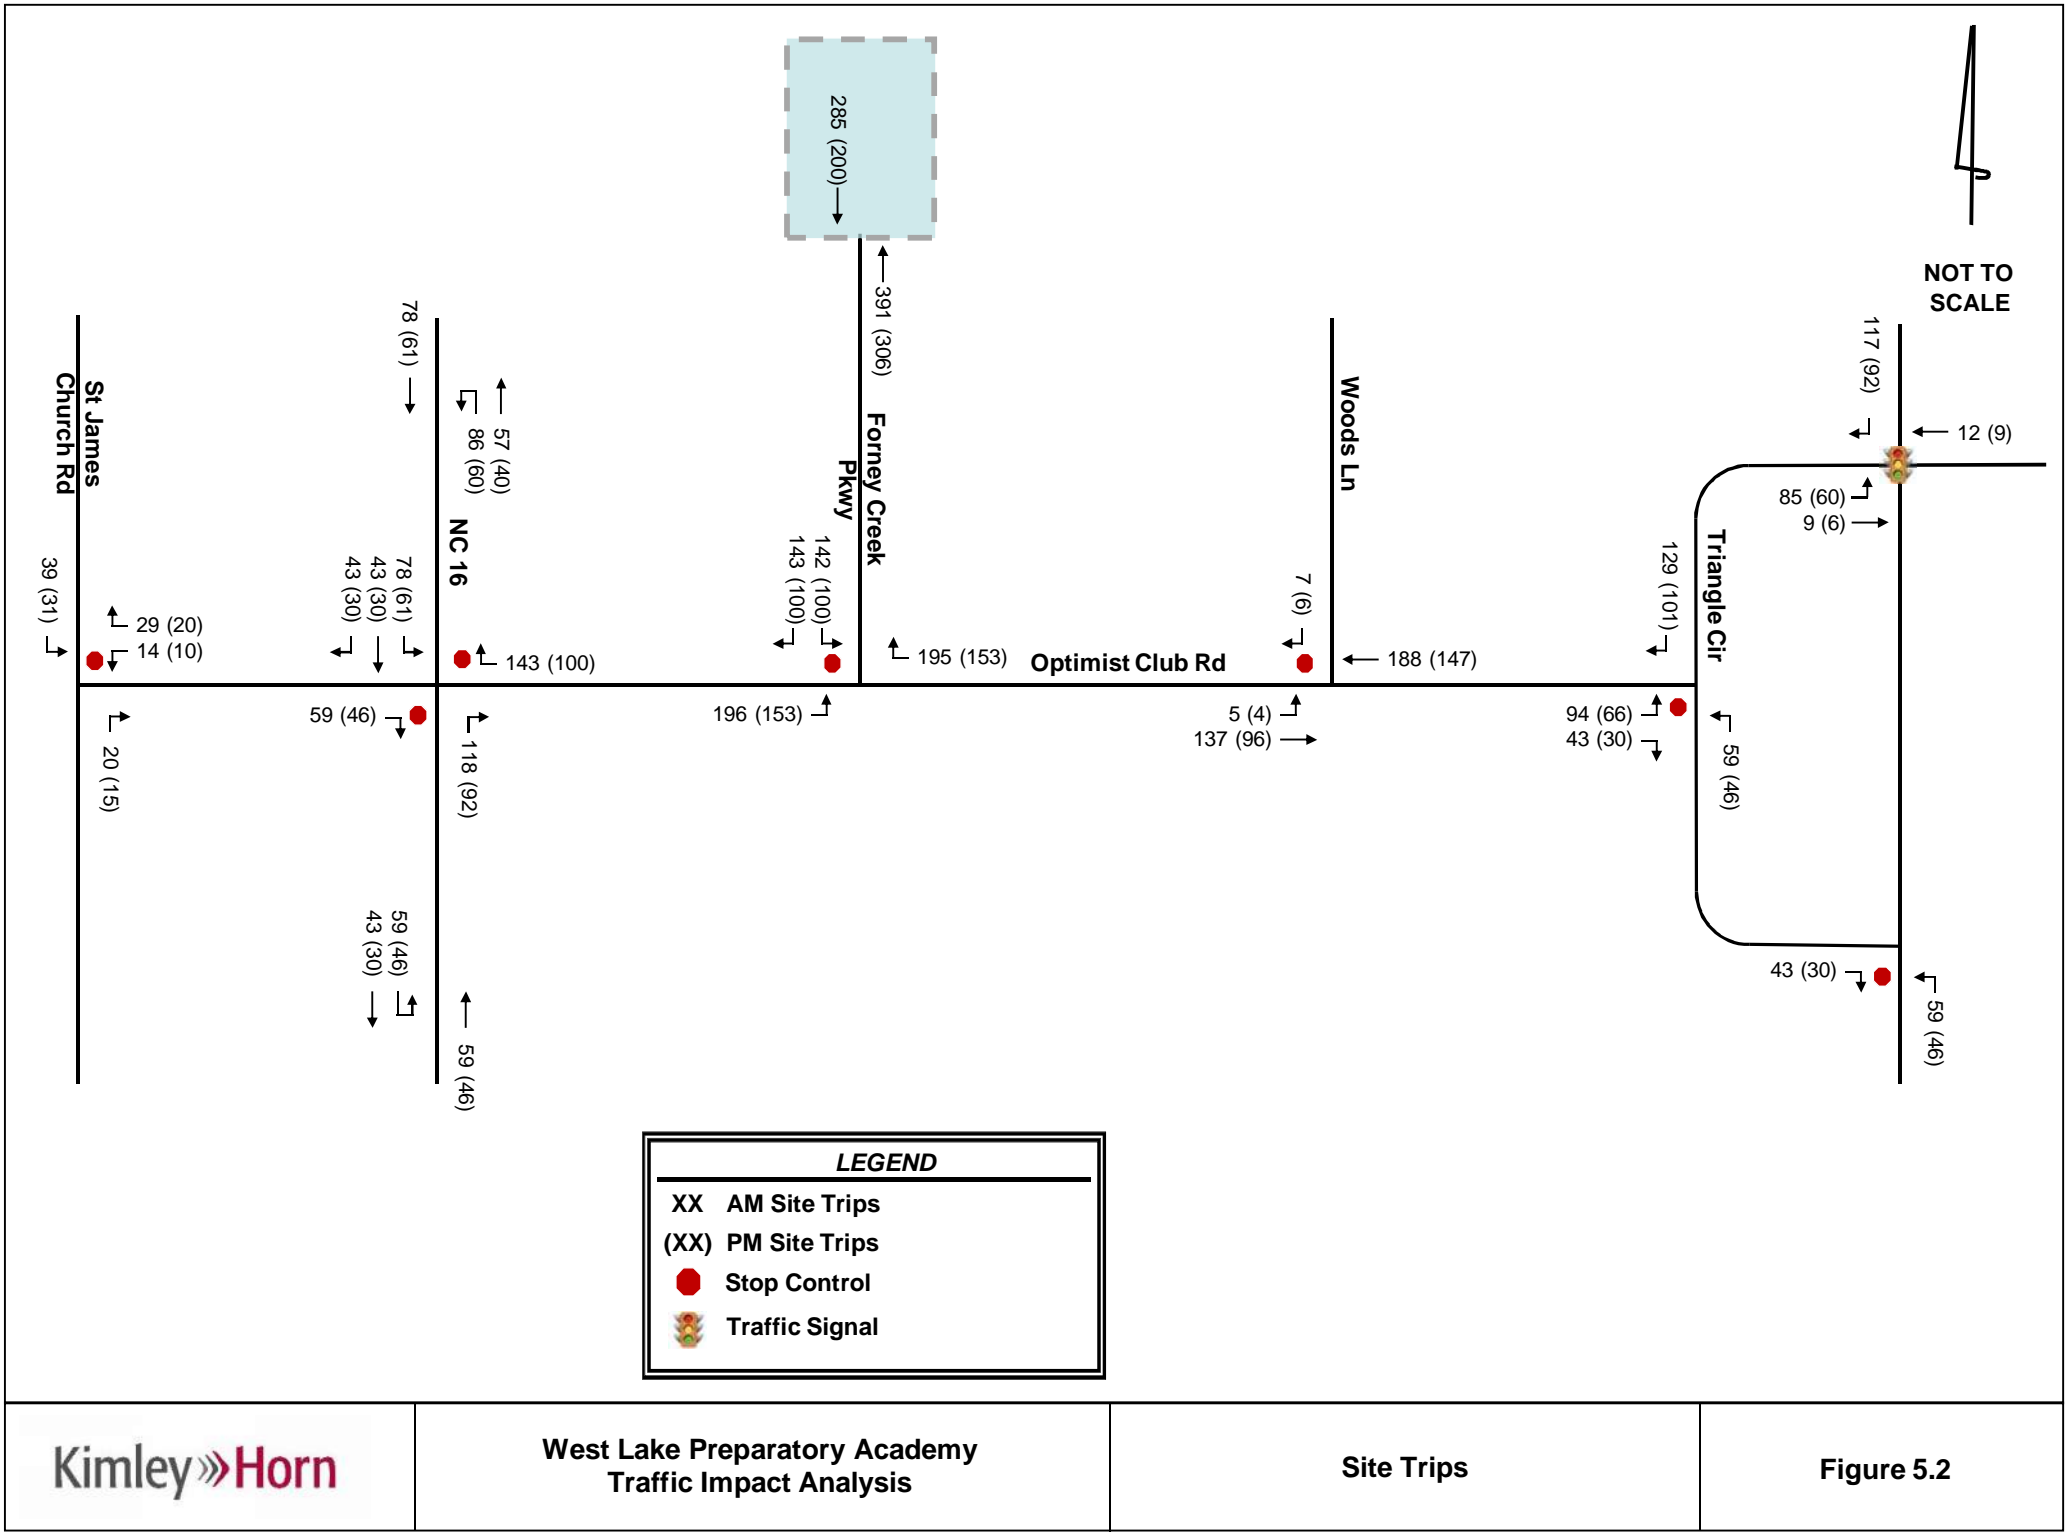 285 (200)
391 (306)
NOT TO
SCALE
78 (61)
86 (60)
57 (40)
117 (92)
12 (9)
85 (60)
9 (6)
St James
Church Rd
NC 16
Forney Creek
Pkwy
Woods Ln
Triangle Cir
39 (31)
29 (20)
14 (10)
43 (30)
43 (30)
78 (61)
143 (100)
143 (100)
142 (100)
195 (153)
Optimist Club Rd
7 (6)
188 (147)
129 (101)
20 (15)
59 (46)
118 (92)
196 (153)
5 (4)
137 (96)
94 (66)
43 (30)
59 (46)
43 (30)
59 (46)
59 (46)
43 (30)
59 (46)
LEGEND
XX AM Site Trips
(XX) PM Site Trips
Stop Control
Traffic Signal
Kimley»Horn
West Lake Preparatory Academy
Traffic Impact Analysis
Site Trips
Figure 5.2